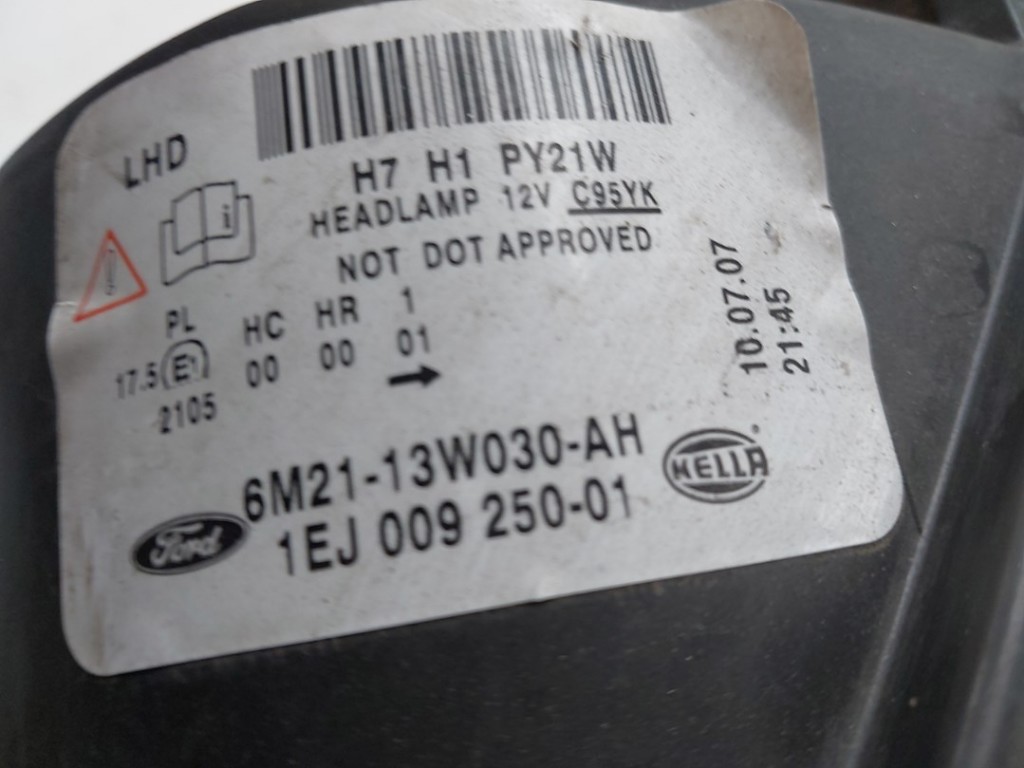 LHD
H7 H1 PY21W
HEADLAMP 12V C95YK
NOT DOT APPROVED
i
!
PL HC HR 1
17.5 E1 00 00 01
2105
10.07.07
21:45
6M21-13W030-AH
1EJ 009 250-01
Ford
HELLA